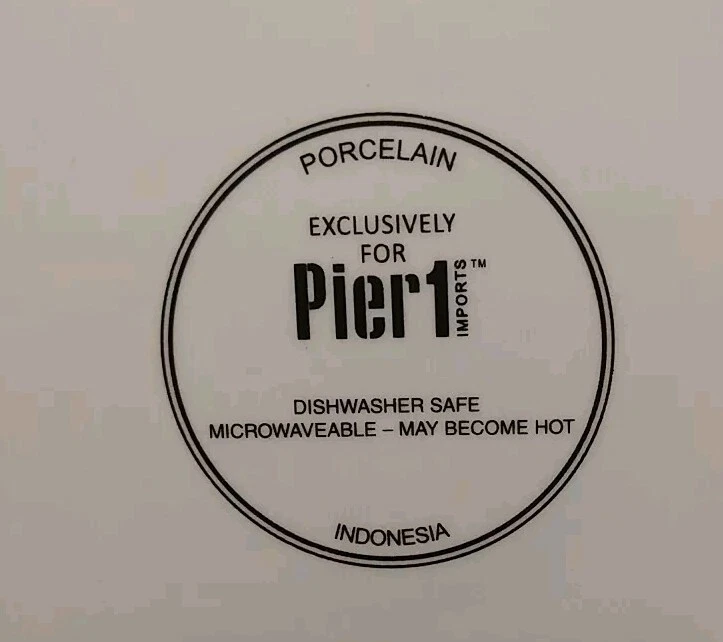 PORCELAIN
EXCLUSIVELY
FOR
Pier1 IMPORTS™
DISHWASHER SAFE
MICROWAVEABLE – MAY BECOME HOT
INDONESIA